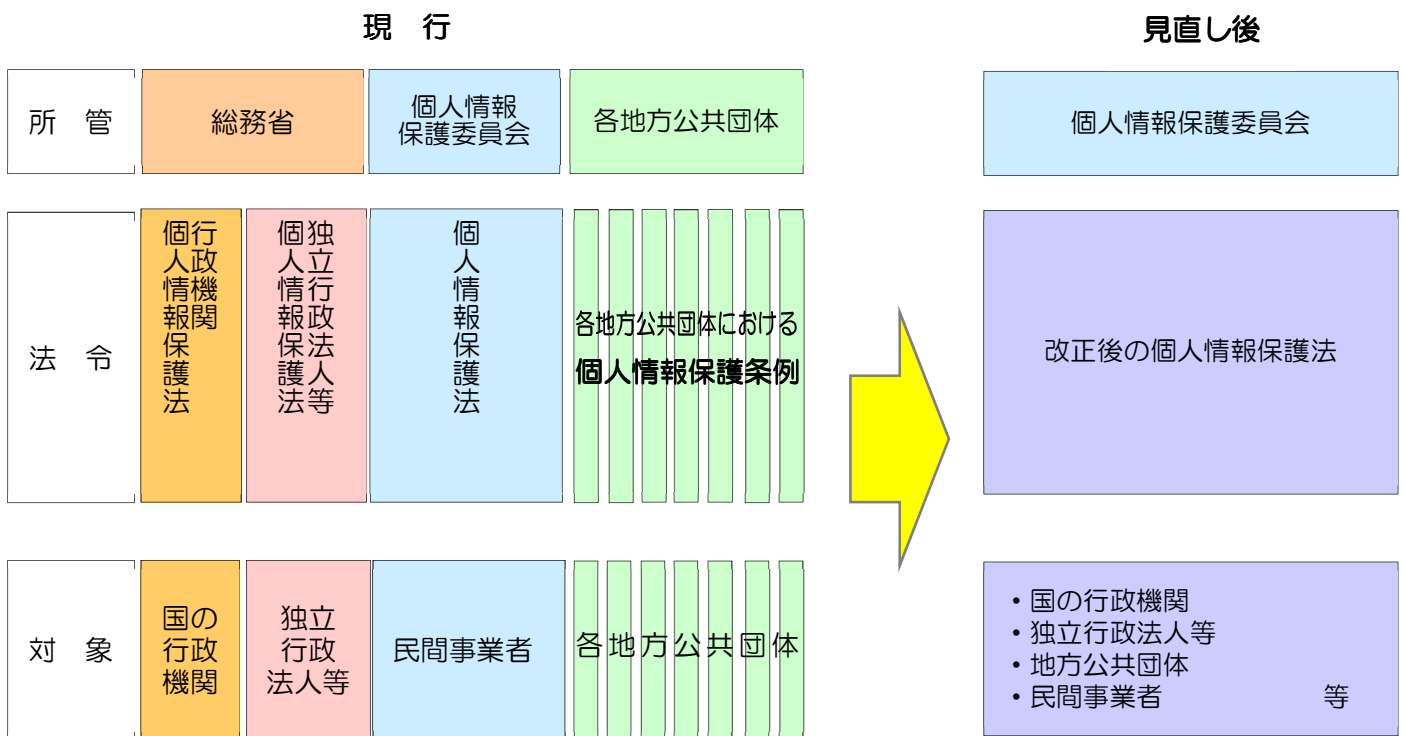 現 行
見直し後
所 管
総務省
個人情報
保護委員会
各地方公共団体
個人情報保護委員会
法 令
行政機関
個人情報保護法
独立行政法人等
個人情報保護法
個人情報保護法
各地方公共団体における
個人情報保護条例
改正後の個人情報保護法
対 象
国の
行政
機関
独立
行政
法人等
民間事業者
各地方公共団体
・国の行政機関
・独立行政法人等
・地方公共団体
・民間事業者 等